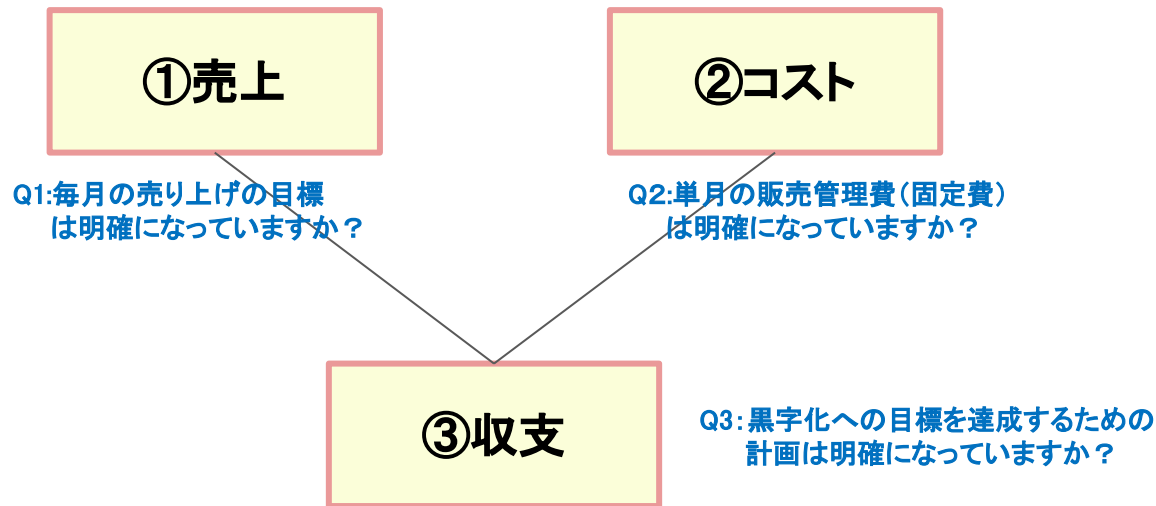 ①売上
②コスト
Q1:毎月の売り上げの目標
は明確になっていますか？
Q2:単月の販売管理費（固定費）
は明確になっていますか？
③収支
Q3：黒字化への目標を達成するための
計画は明確になっていますか？